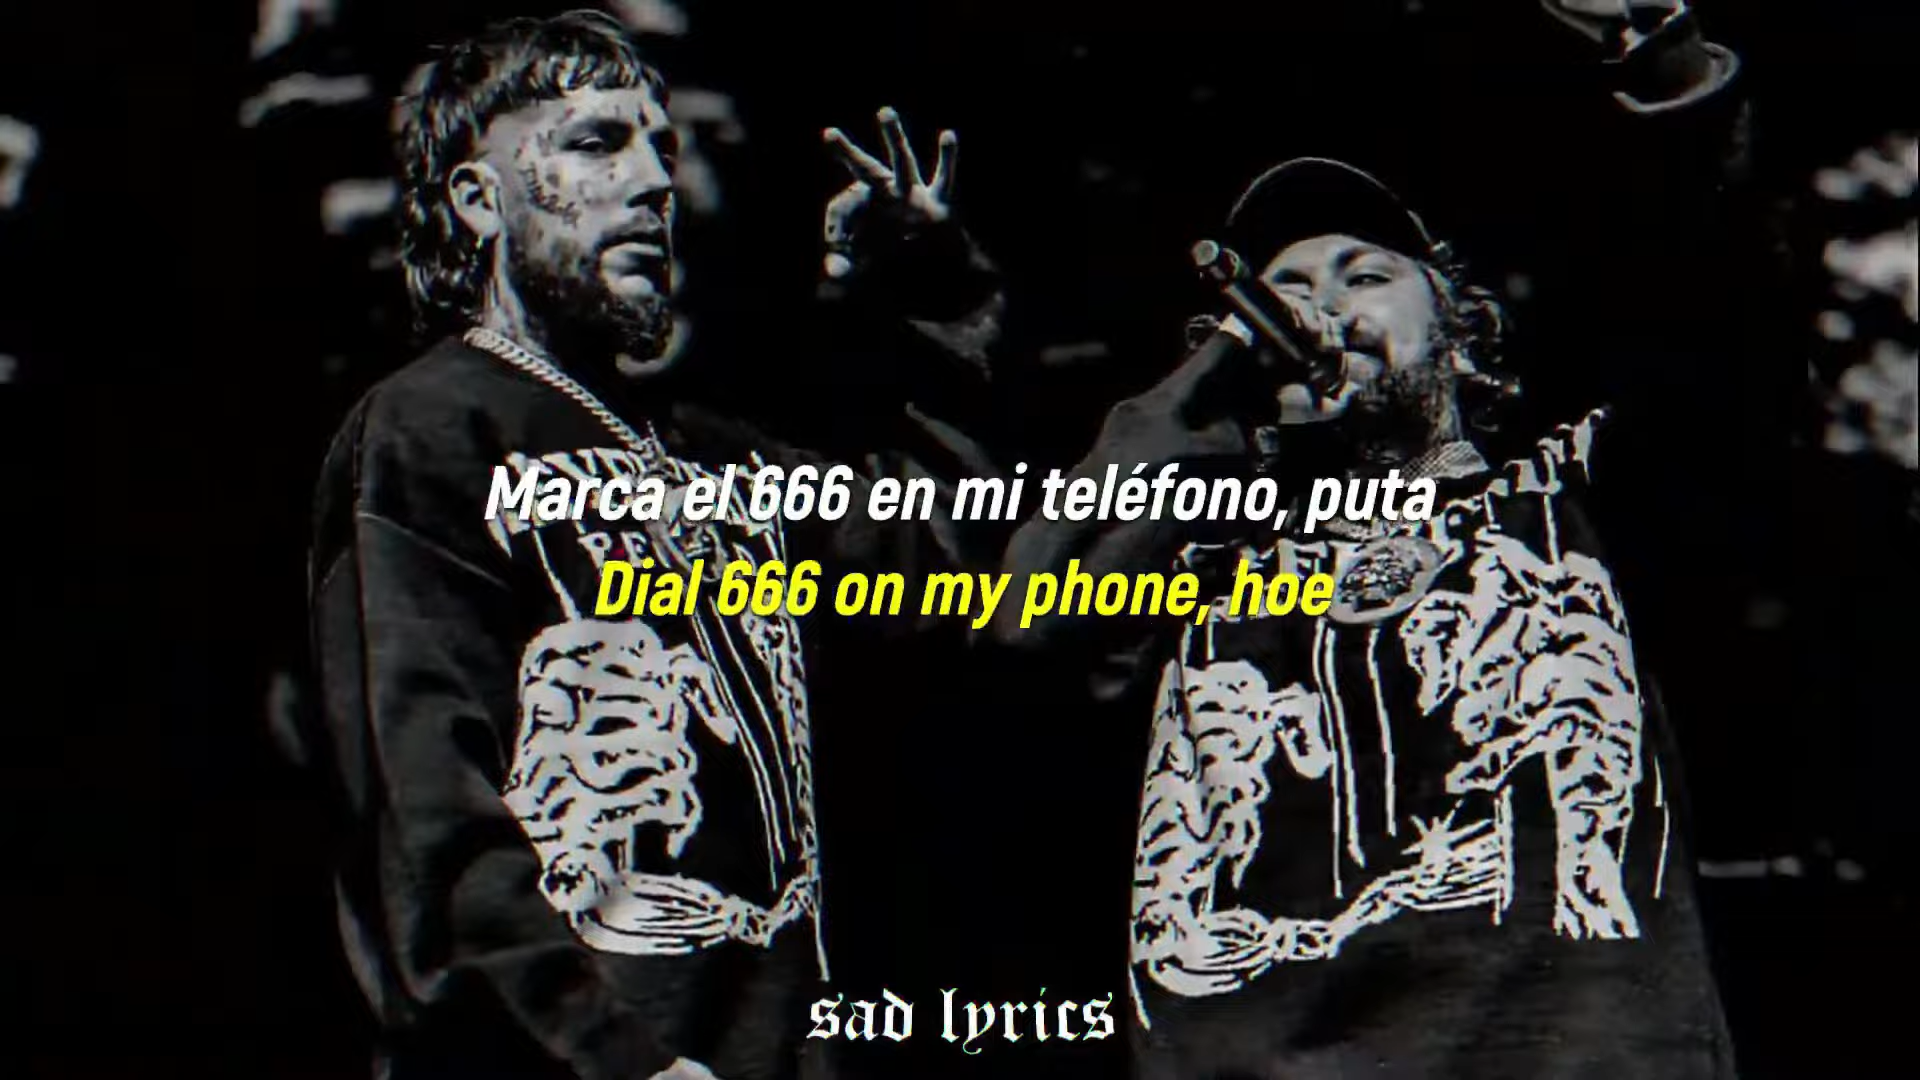 Marca el 666 en mi teléfono, puta
Dial 666 on my phone, hoe
sad lyrics